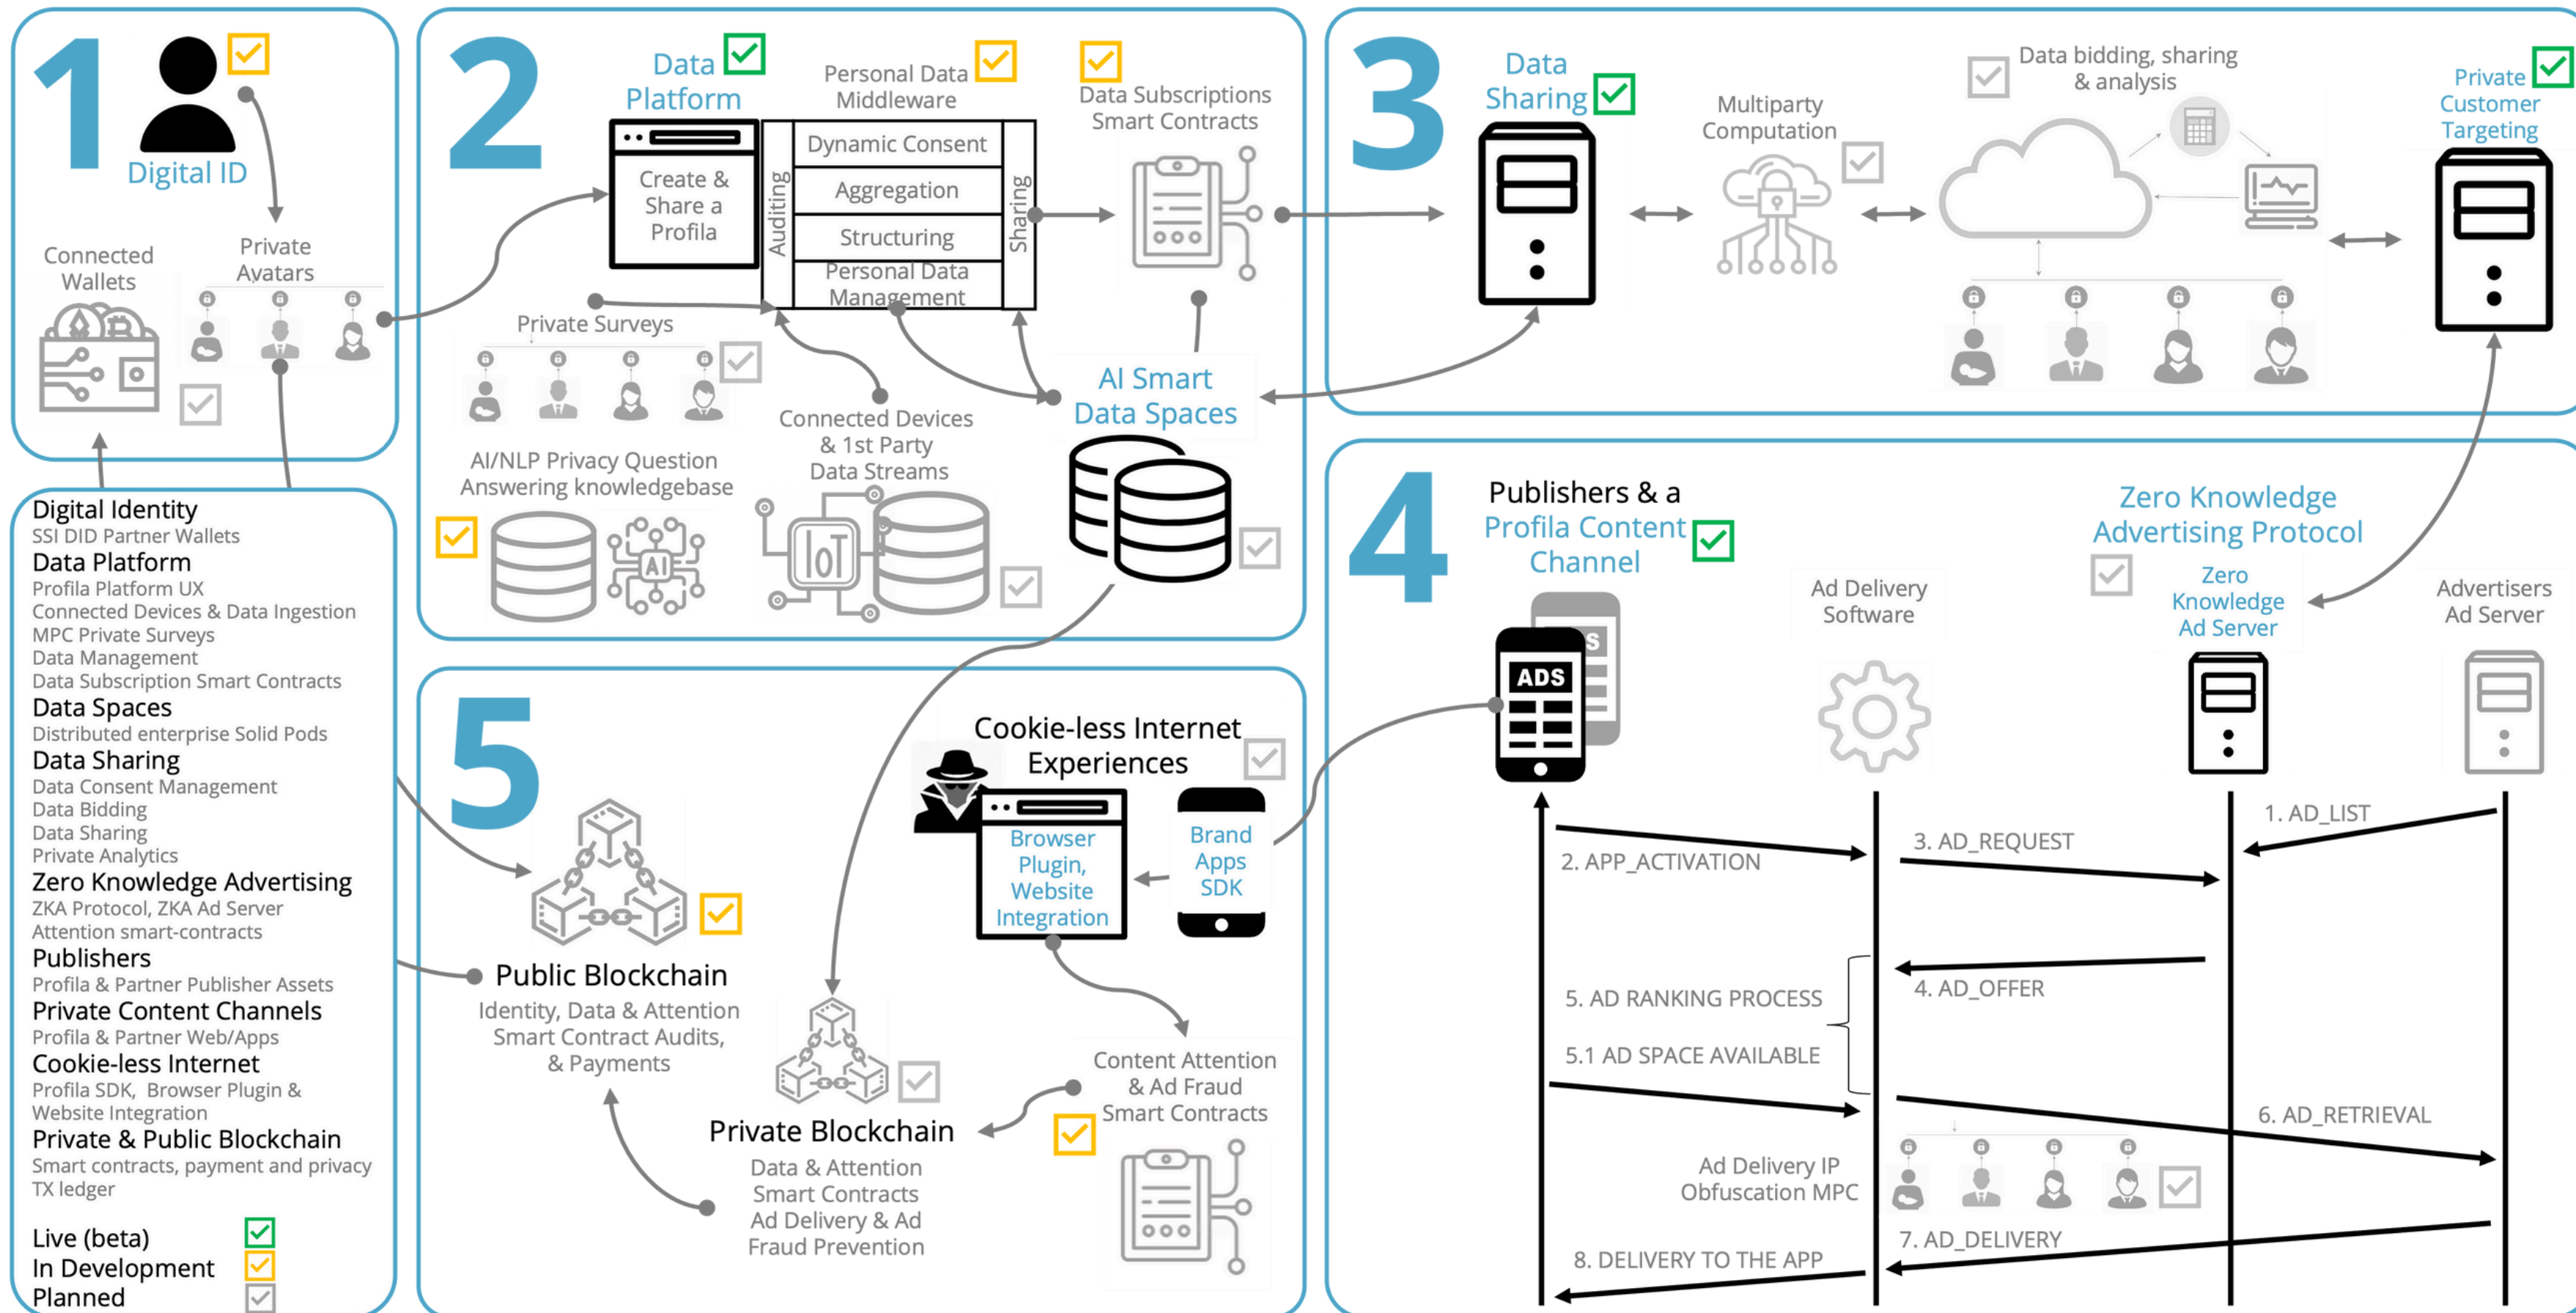 1
Digital ID
Connected
Wallets
Private
Avatars
2
Data
Platform
Create &
Share a
Profila
Personal Data
Middleware
Auditing
Dynamic Consent
Aggregation
Structuring
Personal Data
Management
Sharing
Data Subscriptions
Smart Contracts
Private Surveys
AI/NLP Privacy Question
Answering knowledgebase
AI
Connected Devices
& 1st Party
Data Streams
IoT
AI Smart
Data Spaces
3
Data
Sharing
Multiparty
Computation
Data bidding, sharing
& analysis
Private
Customer
Targeting
Digital Identity
SSI DID Partner Wallets
Data Platform
Profila Platform UX
Connected Devices & Data Ingestion
MPC Private Surveys
Data Management
Data Subscription Smart Contracts
Data Spaces
Distributed enterprise Solid Pods
Data Sharing
Data Consent Management
Data Bidding
Data Sharing
Private Analytics
Zero Knowledge Advertising
ZKA Protocol, ZKA Ad Server
Attention smart-contracts
Publishers
Profila & Partner Publisher Assets
Private Content Channels
Profila & Partner Web/Apps
Cookie-less Internet
Profila SDK, Browser Plugin &
Website Integration
Private & Public Blockchain
Smart contracts, payment and privacy
TX ledger
Live (beta)
In Development
Planned
4
Publishers & a
Profila Content
Channel
S
ADS
Ad Delivery
Software
Zero Knowledge
Advertising Protocol
Zero
Knowledge
Ad Server
Advertisers
Ad Server
1. AD_LIST
2. APP_ACTIVATION
3. AD_REQUEST
4. AD_OFFER
5. AD RANKING PROCESS
5.1 AD SPACE AVAILABLE
6. AD_RETRIEVAL
Ad Delivery IP
Obfuscation MPC
7. AD_DELIVERY
8. DELIVERY TO THE APP
5
Public Blockchain
Identity, Data & Attention
Smart Contract Audits,
& Payments
Cookie-less Internet
Experiences
Browser
Plugin,
Website
Integration
Brand
Apps
SDK
Private Blockchain
Data & Attention
Smart Contracts
Ad Delivery & Ad
Fraud Prevention
Content Attention
& Ad Fraud
Smart Contracts